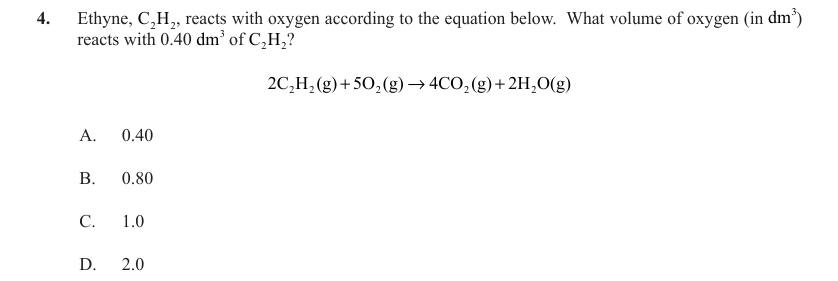 4. Ethyne, C₂H₂, reacts with oxygen according to the equation below. What volume of oxygen (in dm³)
reacts with 0.40 dm³ of C₂H₂?
2C₂H₂(g)+5O₂(g)→4CO₂(g)+2H₂O(g)
A. 0.40
B. 0.80
C. 1.0
D. 2.0